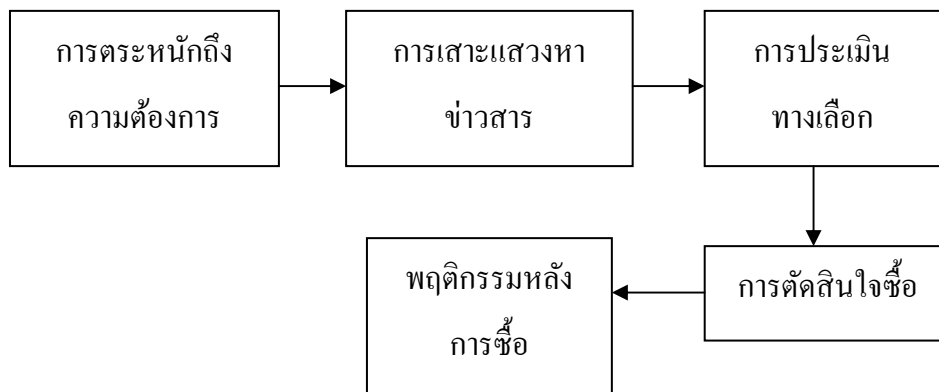 การตระหนักถึง
ความต้องการ
การเสาะแสวงหา
ข่าวสาร
การประเมิน
ทางเลือก
การตัดสินใจซื้อ
พฤติกรรมหลัง
การซื้อ